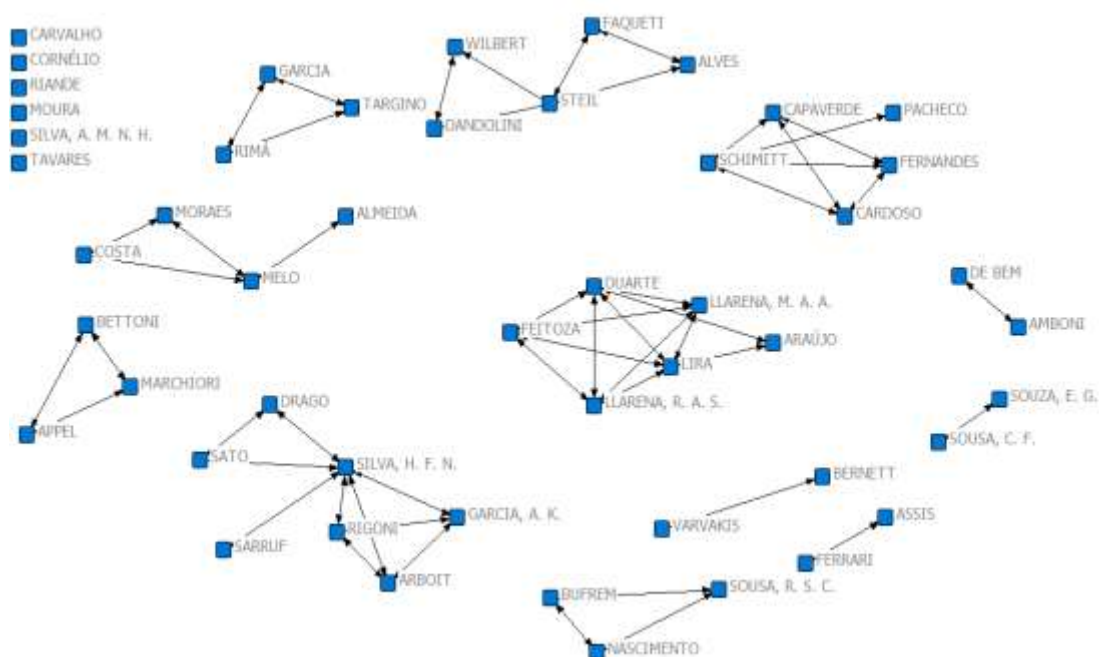 CARVALHO
CORNÉLIO
RIANDE
MOURA
SILVA, A. M. N. H.
TAVARES
GARCIA
TARGINO
RIMÁ
WILBERT
FAQUETI
ALVES
STEIL
DANDOLINI
CAPAVERDE
PACHECO
SCHIMITT
FERNANDES
CARDOSO
MORAES
ALMEIDA
COSTA
MELO
DUARTE
LLARENA, M. A. A.
FEITOZA
ARAÚJO
LIRA
LLARENA, R. A. S.
DE BEM
AMBONI
BETTONI
MARCHIORI
APPEL
DRAGO
SATO
SILVA, H. F. N.
GARCIA, A. K.
RIGONI
SARRUF
ARBOIT
SOUZA, E. G.
SOUSA, C. F.
BERNETT
VARVAKIS
ASSIS
FERRARI
BUFREM
SOUSA, R. S. C.
NASCIMENTO